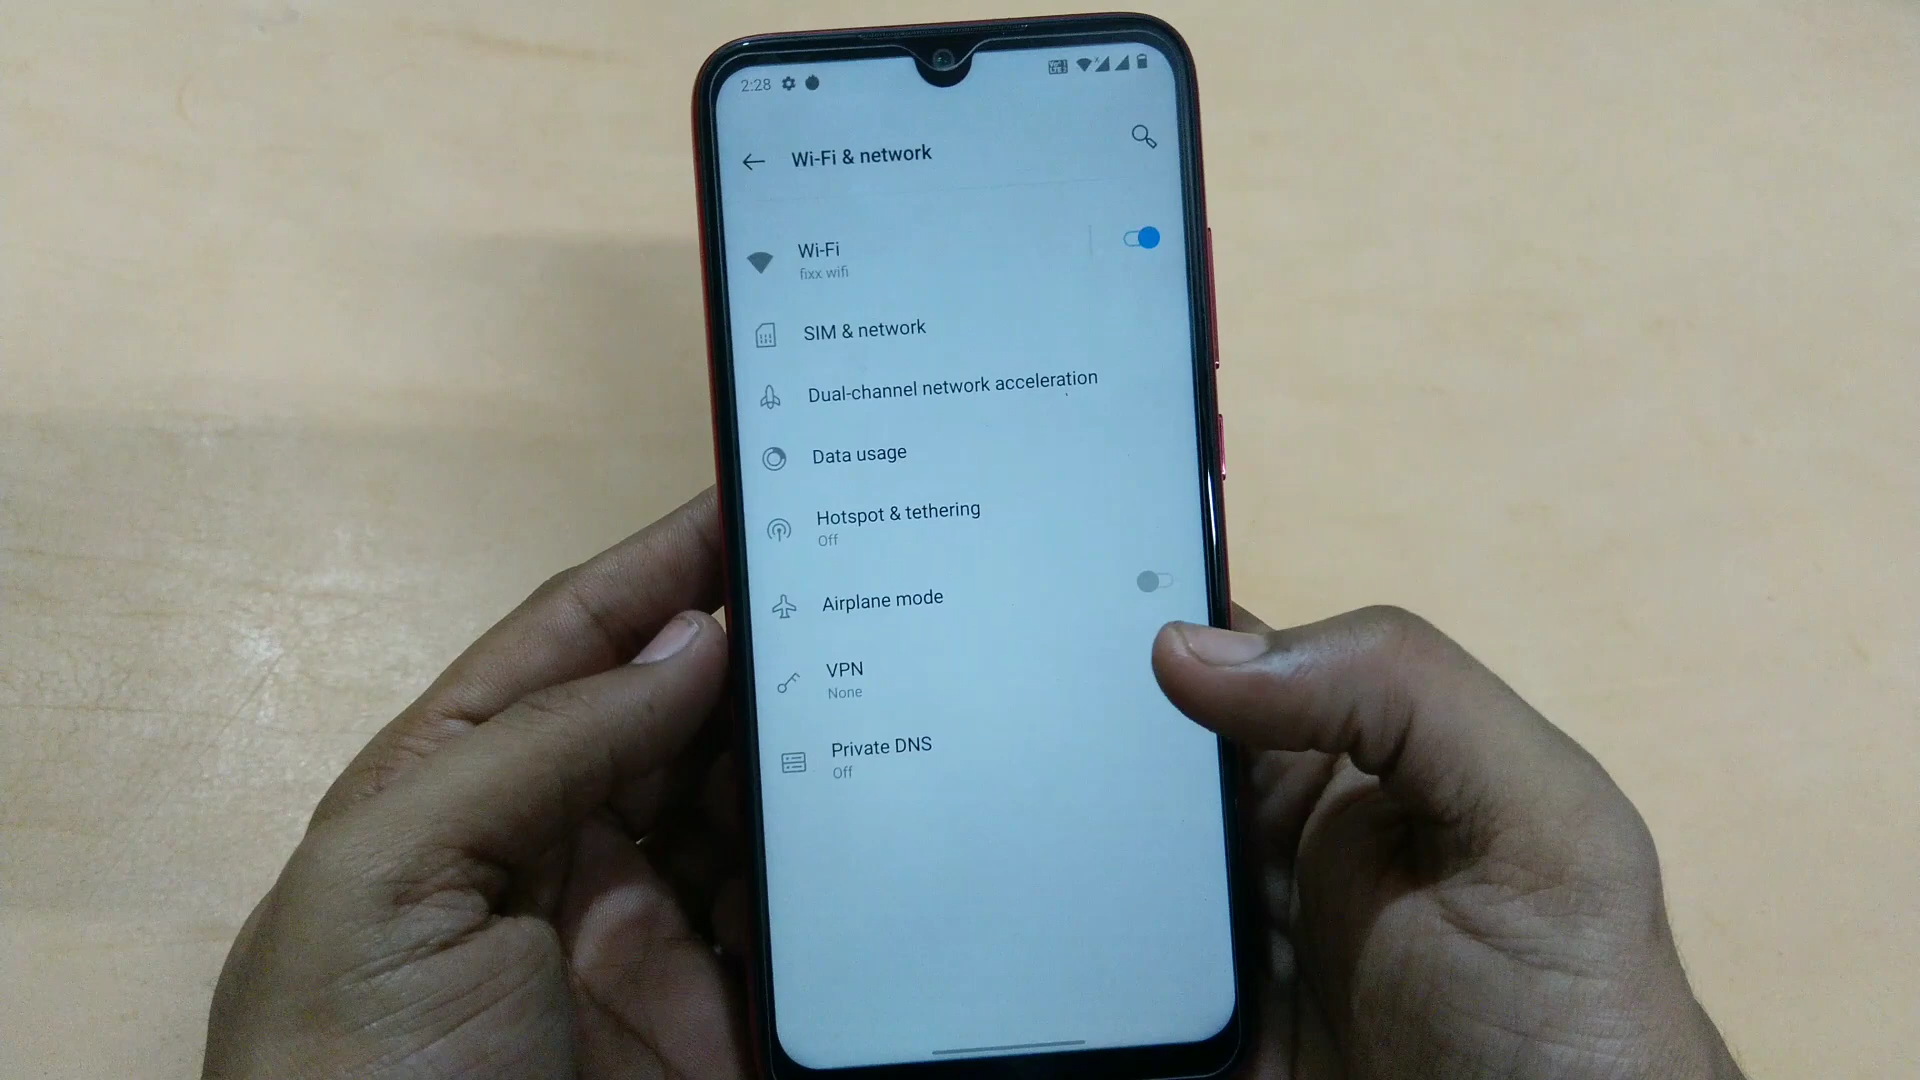 2:28
Wi-Fi & network
Wi-Fi
fixx wifi
SIM & network
Dual-channel network acceleration
Data usage
Hotspot & tethering
Off
Airplane mode
VPN
None
Private DNS
Off